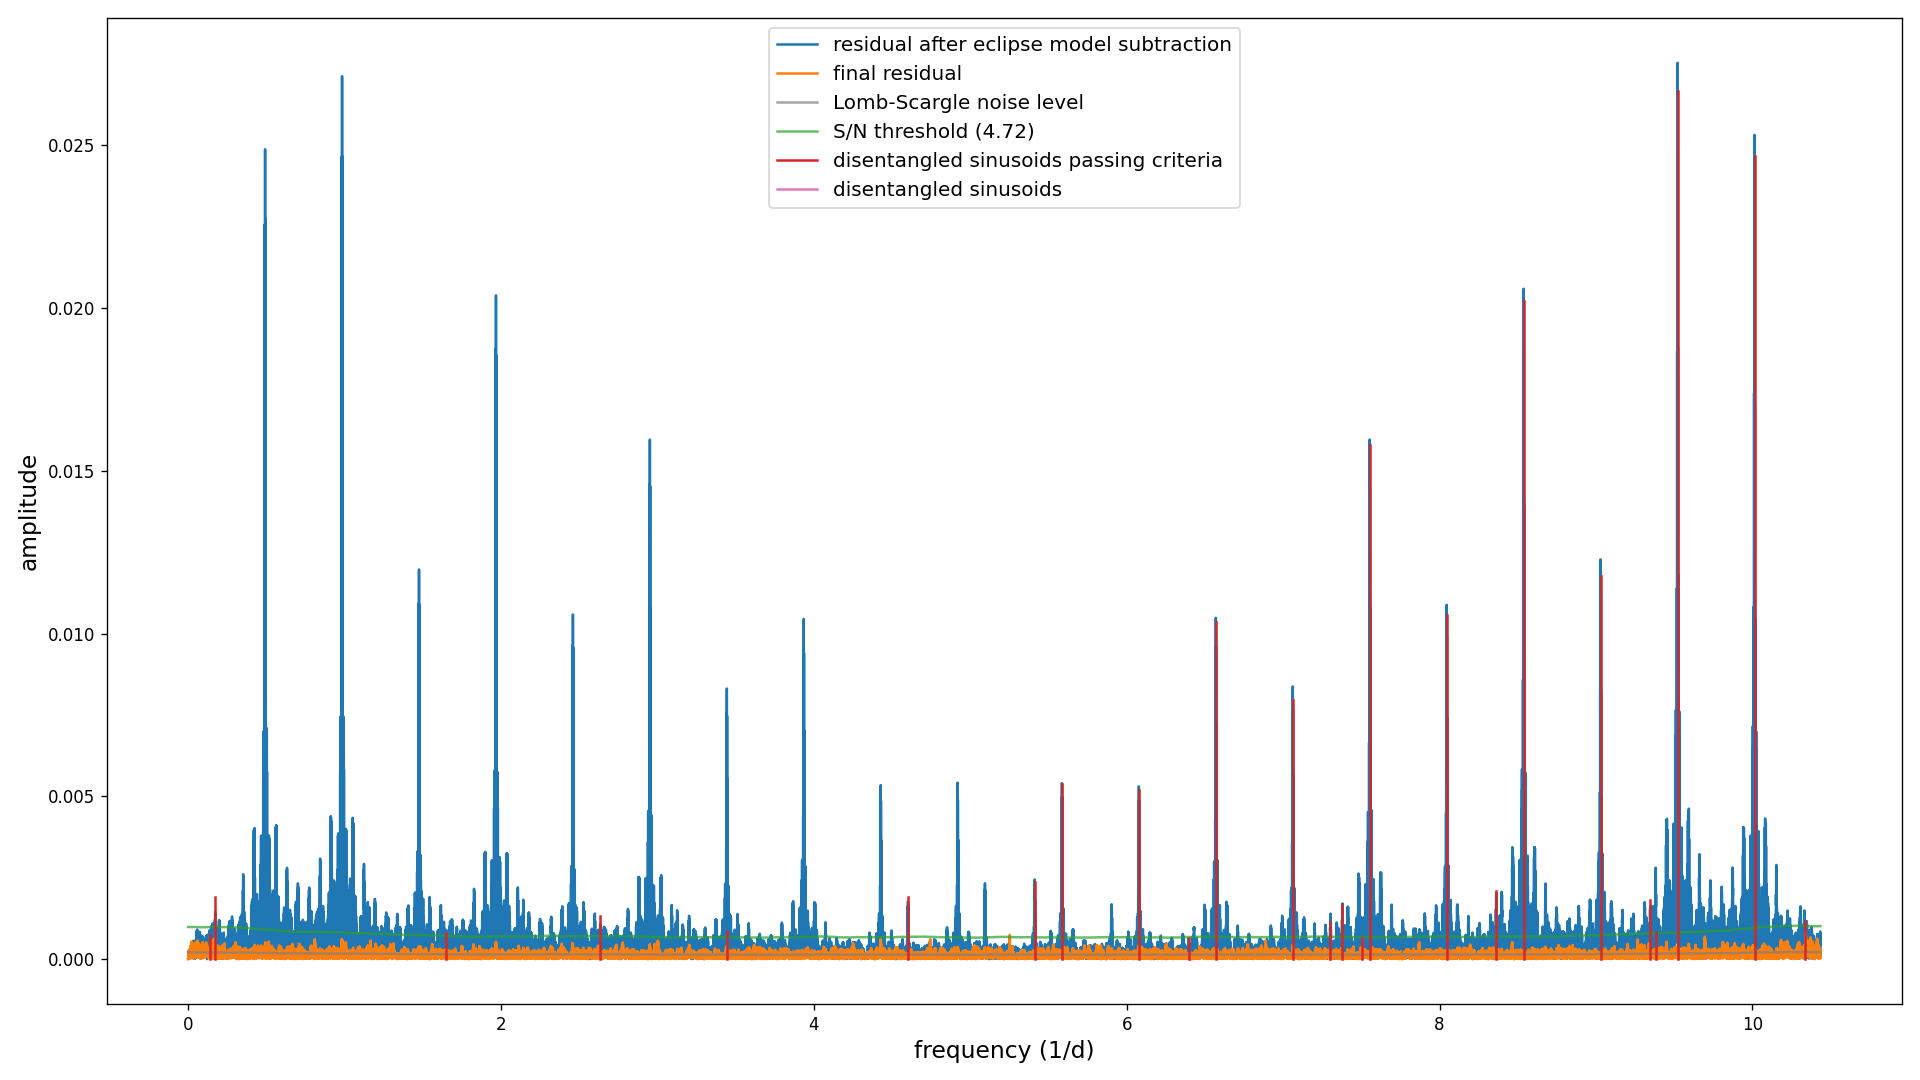 residual after eclipse model subtraction
final residual
Lomb-Scargle noise level
S/N threshold (4.72)
disentangled sinusoids passing criteria
disentangled sinusoids
amplitude
0.025
0.020
0.015
0.010
0.005
0.000
0 2 4 6 8 10
frequency (1/d)